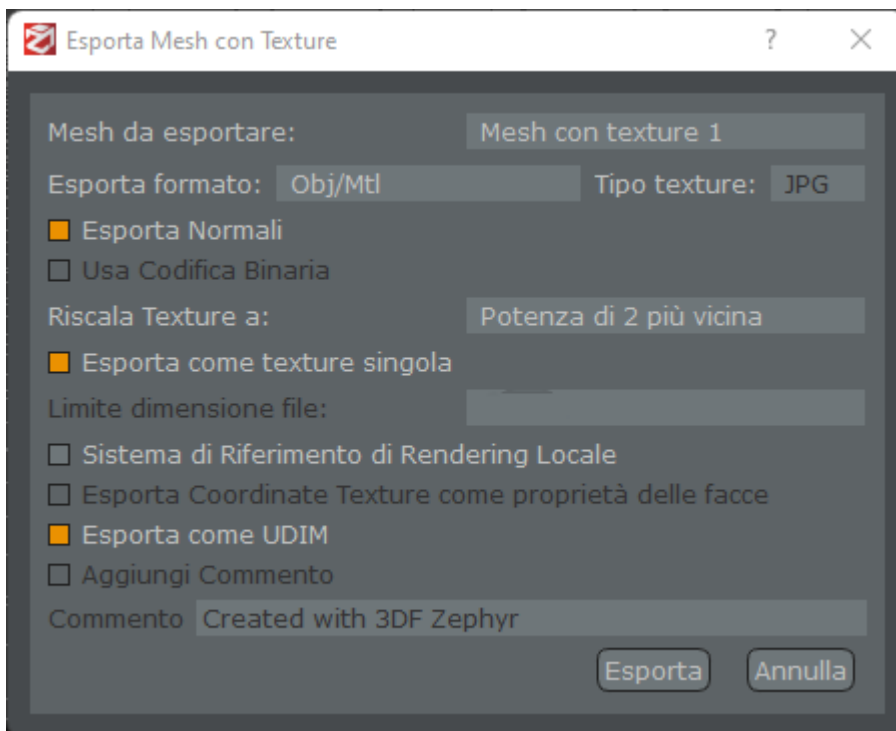 Esporta Mesh con Texture ?
Mesh da esportare: Mesh con texture 1
Esporta formato: Obj/Mtl Tipo texture: JPG
Esporta Normali
Usa Codifica Binaria
Riscala Texture a: Potenza di 2 più vicina
Esporta come texture singola
Limite dimensione file:
Sistema di Riferimento di Rendering Locale
Esporta Coordinate Texture come proprietà delle facce
Esporta come UDIM
Aggiungi Commento
Commento Created with 3DF Zephyr
Esporta Annulla